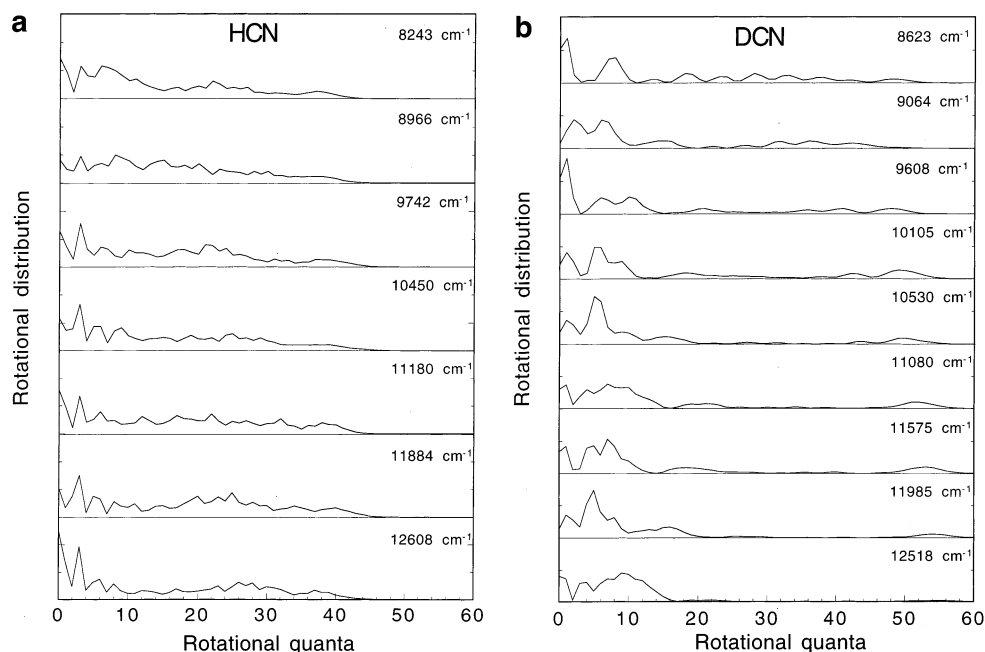 a
HCN
8243 cm-1
8966 cm-1
9742 cm-1
10450 cm-1
11180 cm-1
11884 cm-1
12608 cm-1
Rotational distribution
0 10 20 30 40 50 60
Rotational quanta
b
DCN
8623 cm-1
9064 cm-1
9608 cm-1
10105 cm-1
10530 cm-1
11080 cm-1
11575 cm-1
11985 cm-1
12518 cm-1
Rotational distribution
0 10 20 30 40 50 60
Rotational quanta